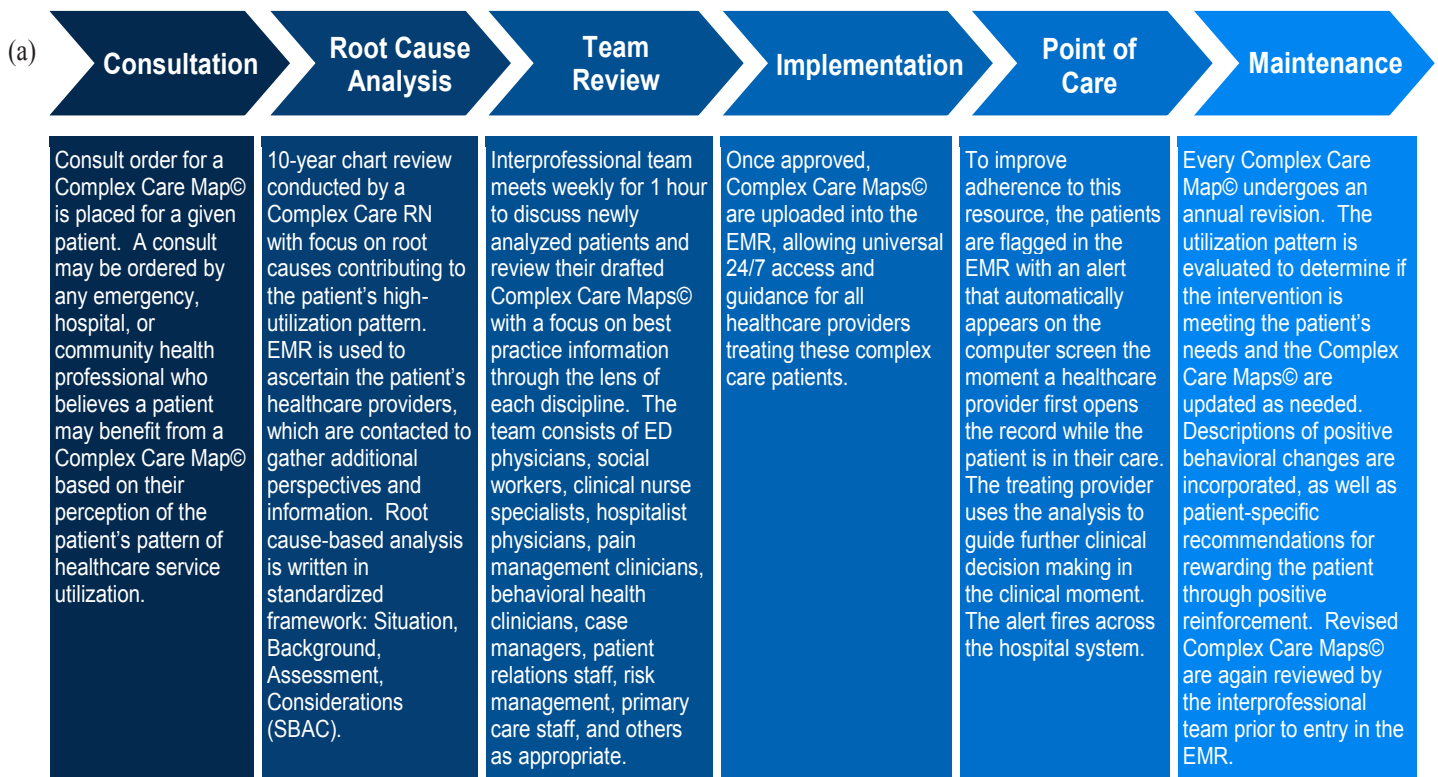 (a)
Consultation
Root Cause
Analysis
Team
Review
Implementation
Point of
Care
Maintenance
Consult order for a
Complex Care Map©
is placed for a given
patient.  A consult
may be ordered by
any emergency,
hospital, or
community health
professional who
believes a patient
may benefit from a
Complex Care Map©
based on their
perception of the
patient’s pattern of
healthcare service
utilization.
10-year chart review
conducted by a
Complex Care RN
with focus on root
causes contributing to
the patient’s high-
utilization pattern.
EMR is used to
ascertain the patient’s
healthcare providers,
which are contacted to
gather additional
perspectives and
information.  Root
cause-based analysis
is written in
standardized
framework: Situation,
Background,
Assessment,
Considerations
(SBAC).
Interprofessional team
meets weekly for 1 hour
to discuss newly
analyzed patients and
review their drafted
Complex Care Maps©
with a focus on best
practice information
through the lens of
each discipline.  The
team consists of ED
physicians, social
workers, clinical nurse
specialists, hospitalist
physicians, pain
management clinicians,
behavioral health
clinicians, case
managers, patient
relations staff, risk
management, primary
care staff, and others
as appropriate.
Once approved,
Complex Care Maps©
are uploaded into the
EMR, allowing universal
24/7 access and
guidance for all
healthcare providers
treating these complex
care patients.
To improve
adherence to this
resource, the patients
are flagged in the
EMR with an alert
that automatically
appears on the
computer screen the
moment a healthcare
provider first opens
the record while the
patient is in their care.
The treating provider
uses the analysis to
guide further clinical
decision making in
the clinical moment.
The alert fires across
the hospital system.
Every Complex Care
Map© undergoes an
annual revision.  The
utilization pattern is
evaluated to determine if
the intervention is
meeting the patient’s
needs and the Complex
Care Maps© are
updated as needed.
Descriptions of positive
behavioral changes are
incorporated, as well as
patient-specific
recommendations for
rewarding the patient
through positive
reinforcement.  Revised
Complex Care Maps©
are again reviewed by
the interprofessional
team prior to entry in the
EMR.